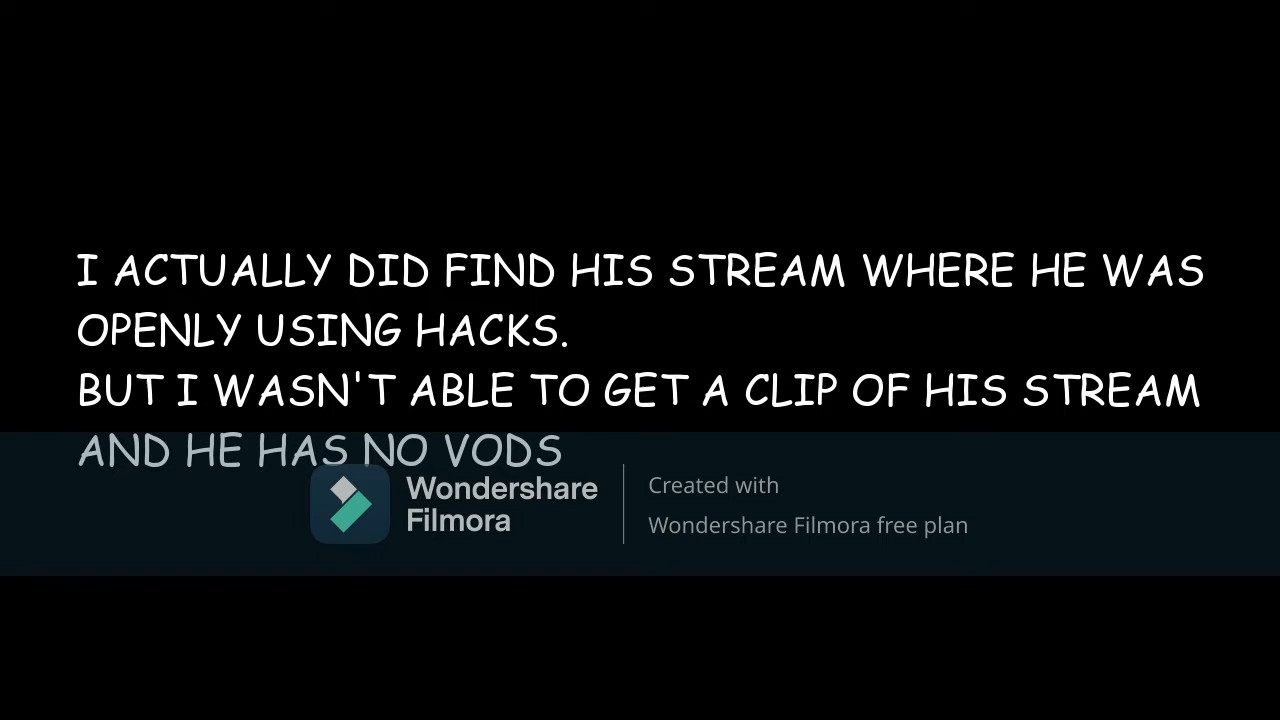 I ACTUALLY DID FIND HIS STREAM WHERE HE WAS
OPENLY USING HACKS.
BUT I WASN'T ABLE TO GET A CLIP OF HIS STREAM
AND HE HAS NO VODS
Wondershare
Filmora
Created with
Wondershare Filmora free plan